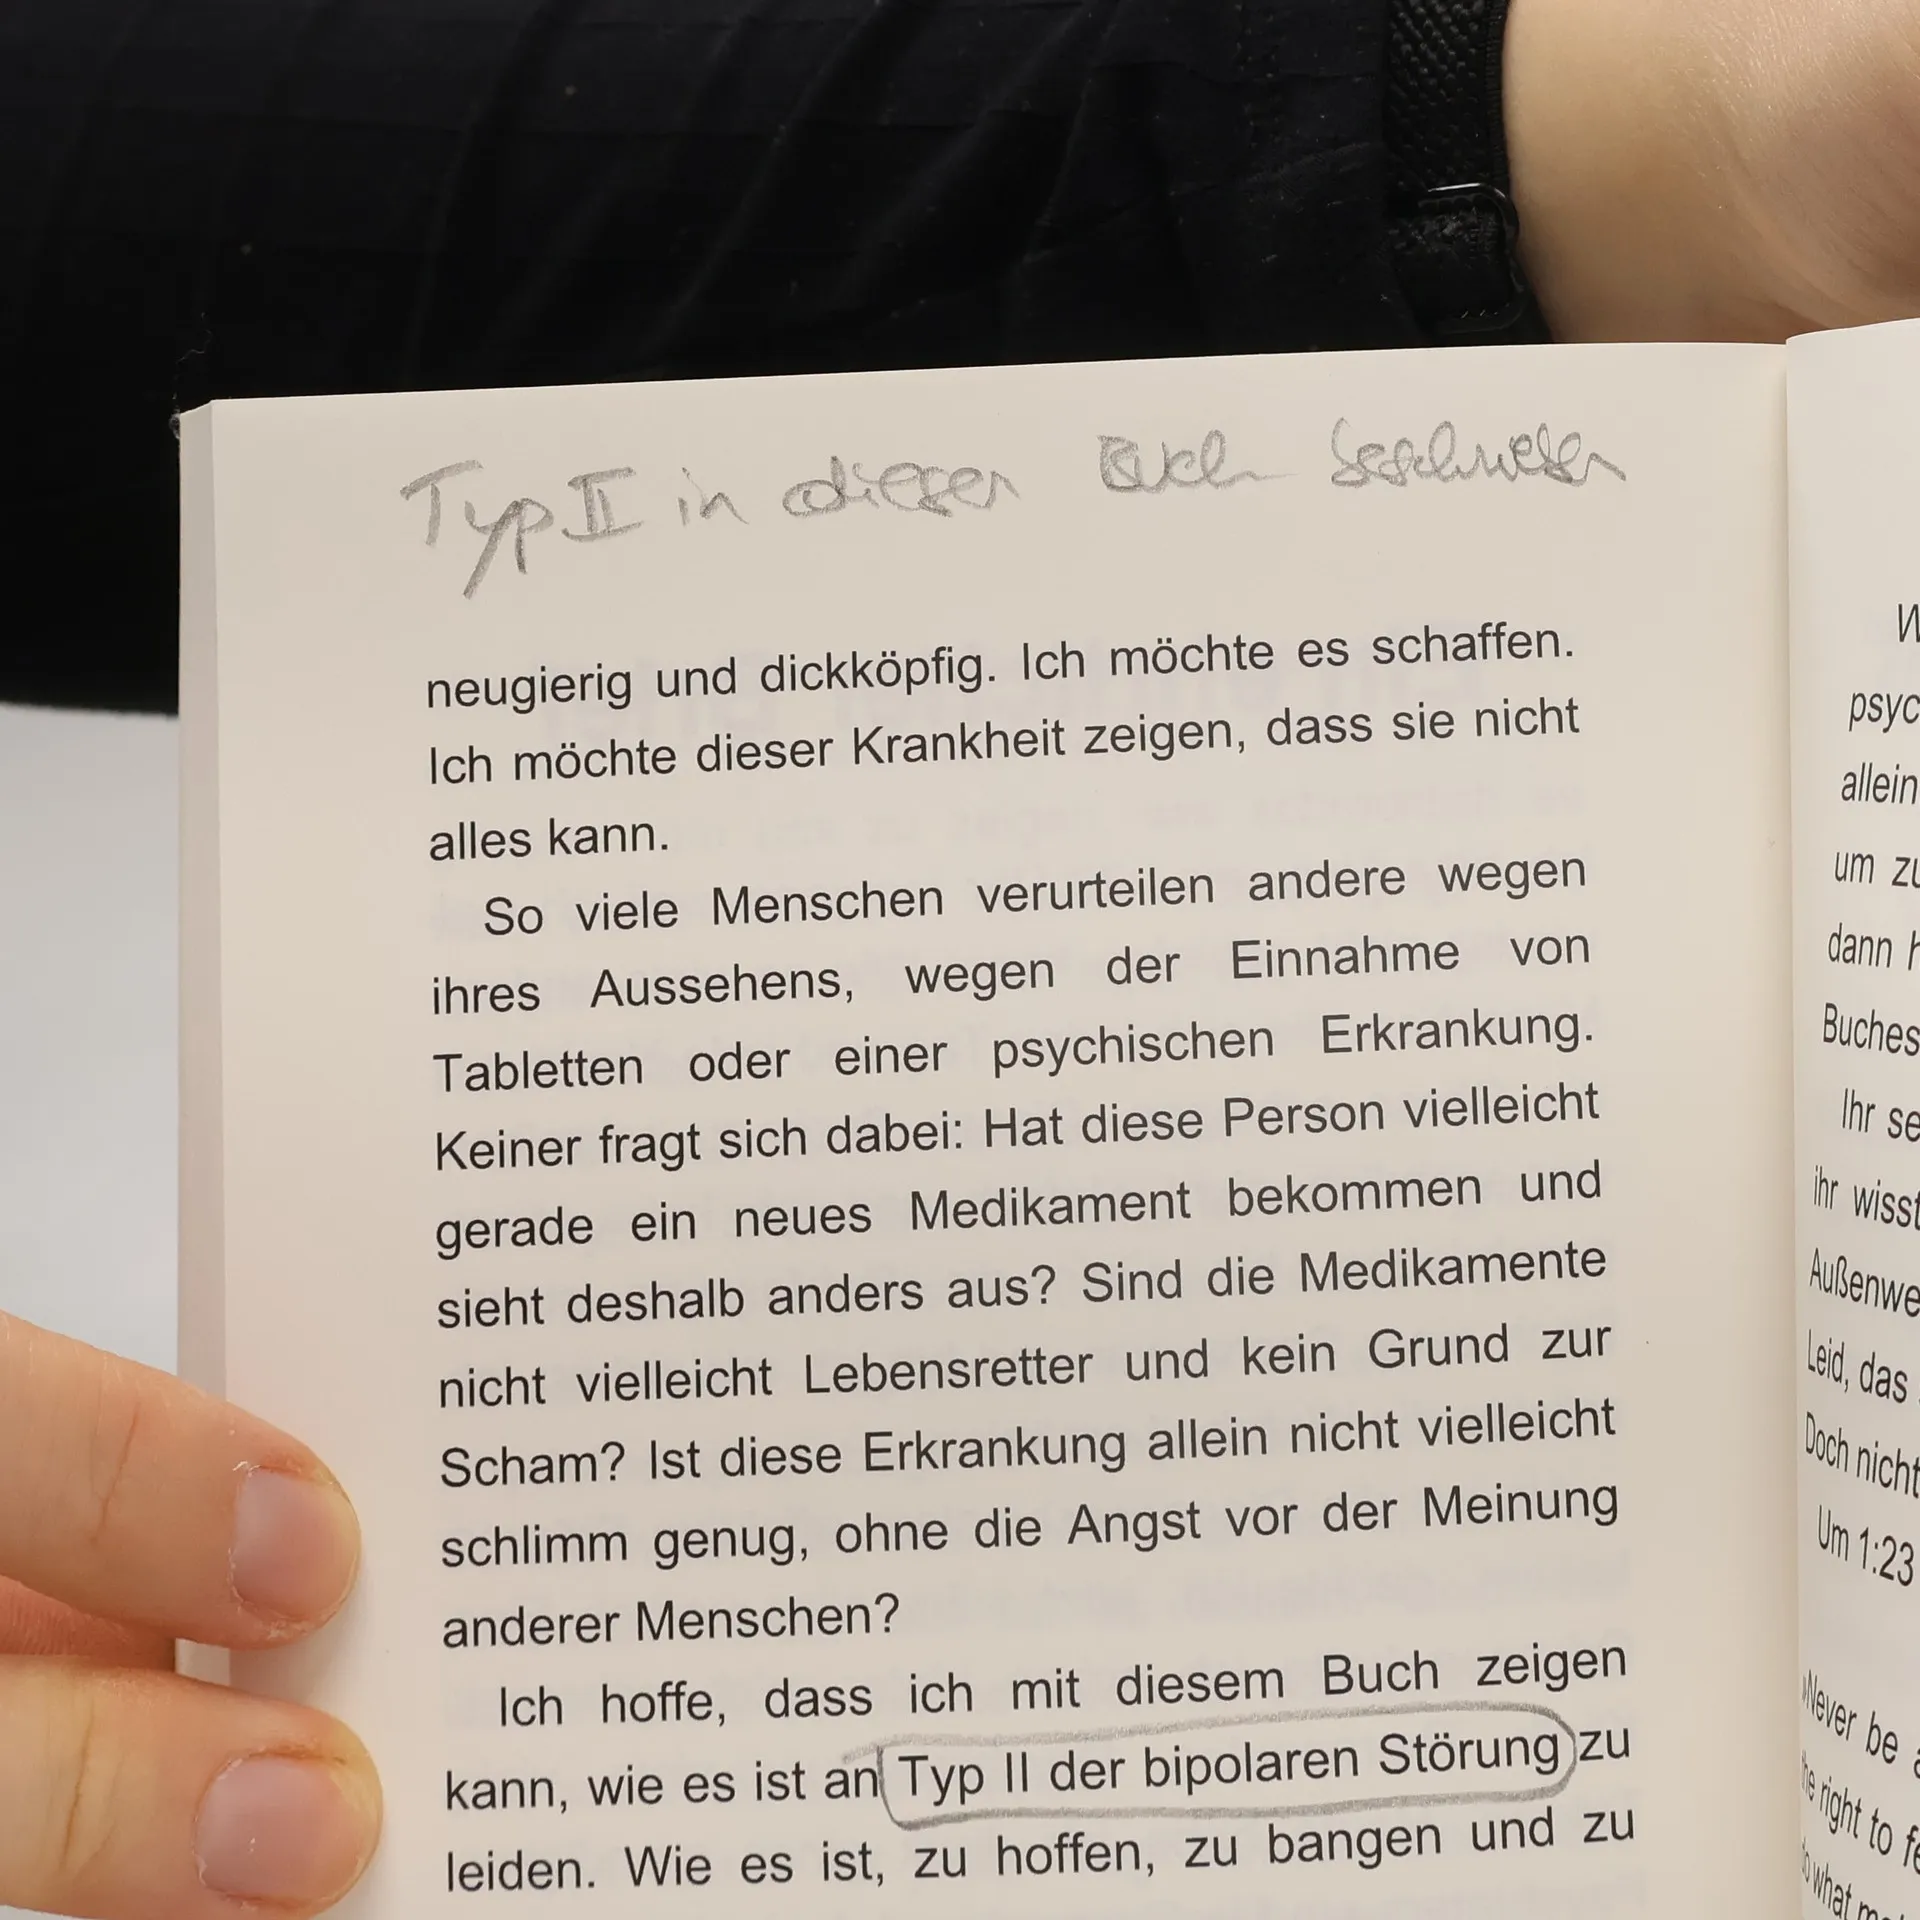 Typ II in diesen Buch beschrieben
neugierig und dickköpfig. Ich möchte es schaffen.
Ich möchte dieser Krankheit zeigen, dass sie nicht
alles kann.
So viele Menschen verurteilen andere wegen
ihres Aussehens, wegen der Einnahme von
Tabletten oder einer psychischen Erkrankung.
Keiner fragt sich dabei: Hat diese Person vielleicht
gerade ein neues Medikament bekommen und
sieht deshalb anders aus? Sind die Medikamente
nicht vielleicht Lebensretter und kein Grund zur
Scham? Ist diese Erkrankung allein nicht vielleicht
schlimm genug, ohne die Angst vor der Meinung
anderer Menschen?
Ich hoffe, dass ich mit diesem Buch zeigen
kann, wie es ist an Typ II der bipolaren Störung zu
leiden. Wie es ist, zu hoffen, zu bangen und zu
psyc
allein
um zu
dann
Buches
Ihr se
ihr wisst
Außenwe
Leid, das
Doch nicht
Um 1:23
»Never be
the right to fe
to what